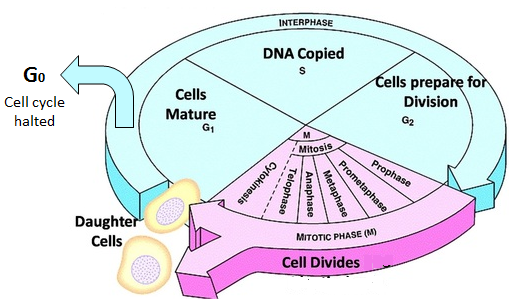 INTERPHASE
DNA Copied
S
G0
Cell cycle
halted
Cells
Mature
G1
Cells prepare for
Division
G2
M
Mitosis
Cytokinesis
Telophase
Anaphase
Metaphase
Prometaphase
Prophase
Daughter
Cells
MITOTIC PHASE (M)
Cell Divides